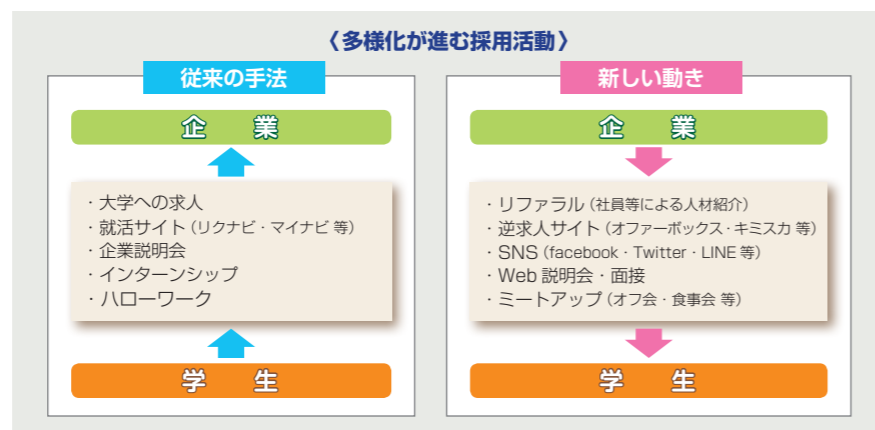 〈多様化が進む採用活動〉
従来の手法
企業
・大学への求人
・就活サイト（リクナビ・マイナビ 等）
・企業説明会
・インターンシップ
・ハローワーク
学生
新しい動き
企業
・リファラル（社員等による人材紹介）
・逆求人サイト（オファーボックス・キミスカ 等）
・SNS（facebook・Twitter・LINE 等）
・Web 説明会・面接
・ミートアップ（オフ会・食事会 等）
学生